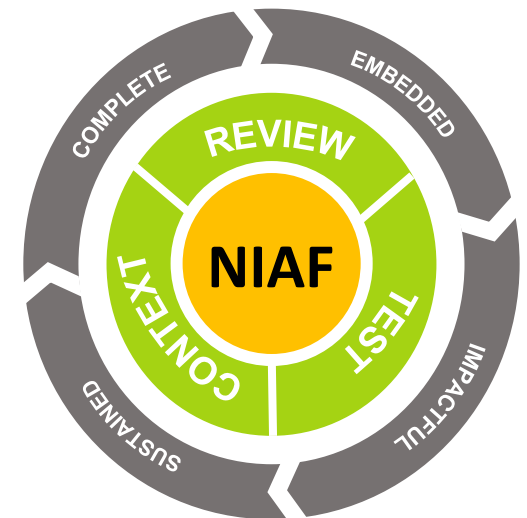 COMPLETE
EMBEDDED
IMPACTFUL
SUSTAINED
REVIEW
TEST
CONTEXT
NIAF